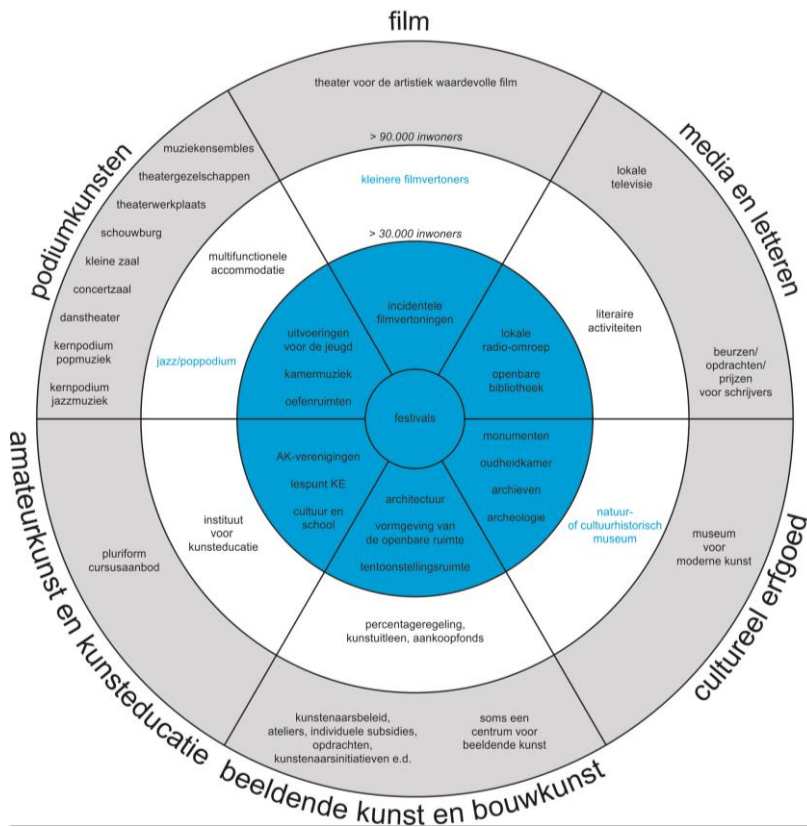 film
theater voor de artistiek waardevolle film
> 90.000 inwoners
kleinere filmvertoners
> 30.000 inwoners
incidentele
filmvertoningen
media en letteren
lokale
televisie
beurzen/
opdrachten/
prijzen
voor schrijvers
literaire
activiteiten
lokale
radio-omroep
openbare
bibliotheek
cultureel erfgoed
museum
voor
moderne kunst
natuur-
of cultuurhistorisch
museum
monumenten
oudheidkamer
archieven
archeologie
beeldende kunst en bouwkunst
kunstenaarsbeleid,
ateliers, individuele subsidies,
opdrachten,
kunstenaarsinitiatieven e.d.
soms een
centrum voor
beeldende kunst
percentageregeling,
kunstuitleen, aankoopfonds
architectuur
vormgeving van
de openbare ruimte
tentoonstellingsruimte
amateurkunst en kunsteducatie
pluriform
cursusaanbod
instituut
voor
kunsteducatie
AK-verenigingen
lespunt KE
cultuur en
school
podiumkunsten
muziekensembles
theatergezelschappen
theaterwerkplaats
schouwburg
kleine zaal
concertzaal
danstheater
kernpodium
popmuziek
kernpodium
jazzmuziek
multifunctionele
accommodatie
jazz/poppodium
uitvoeringen
voor de jeugd
kamermuziek
oefenruimten
festivals